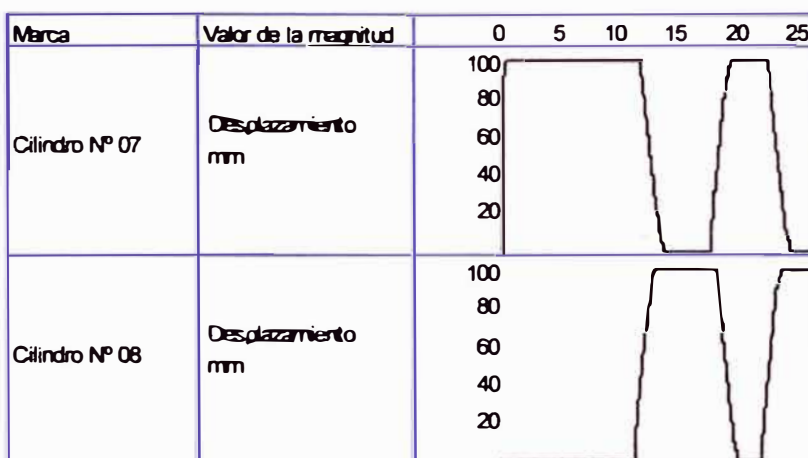 Marca Valor de la magnitud 0 5 10 15 20 25
Cilindro Nº 07
Desplazamiento
mm
100
80
60
40
20
Cilindro Nº 08
Desplazamiento
mm
100
80
60
40
20